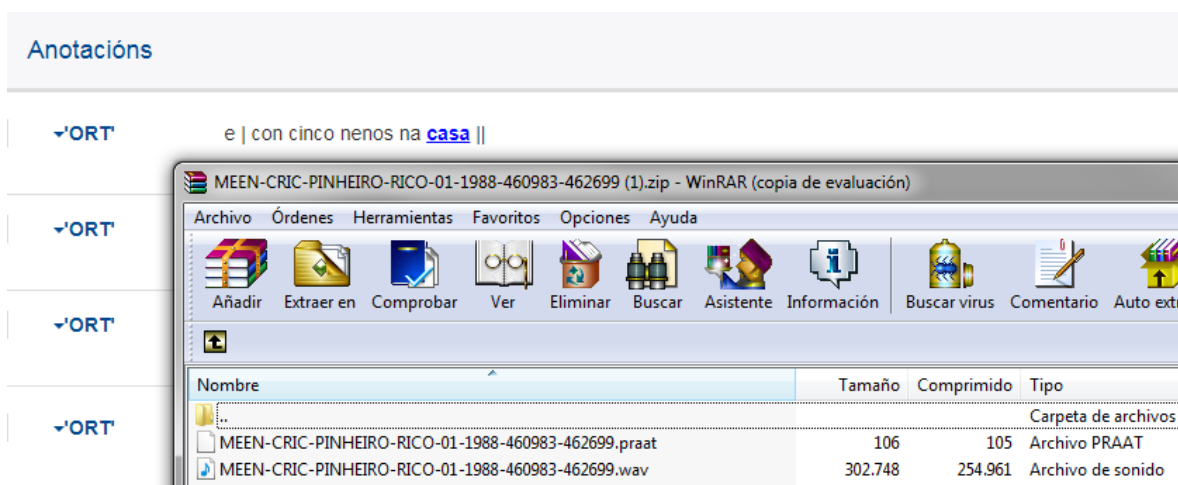 Anotacións
'ORT' e | con cinco nenos na casa ||
MEEN-CRIC-PINHEIRO-RICO-01-1988-460983-462699 (1).zip - WinRAR (copia de evaluación)
Archivo Órdenes Herramientas Favoritos Opciones Ayuda
'ORT'
Añadir Extraer en Comprobar Ver Eliminar Buscar Asistente Información Buscar virus Comentario Auto ext
'ORT'
Nombre Tamaño Comprimido Tipo
.. Carpeta de archivos
'ORT'
MEEN-CRIC-PINHEIRO-RICO-01-1988-460983-462699.praat 106 105 Archivo PRAAT
MEEN-CRIC-PINHEIRO-RICO-01-1988-460983-462699.wav 302.748 254.961 Archivo de sonido